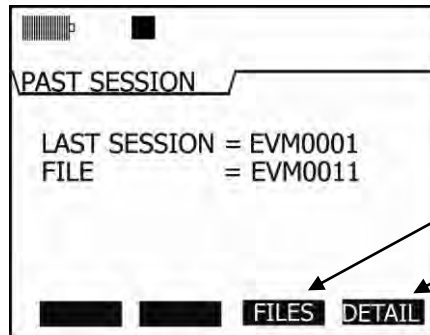 PAST SESSION
LAST SESSION = EVM0001
FILE = EVM0011
FILES DETAIL